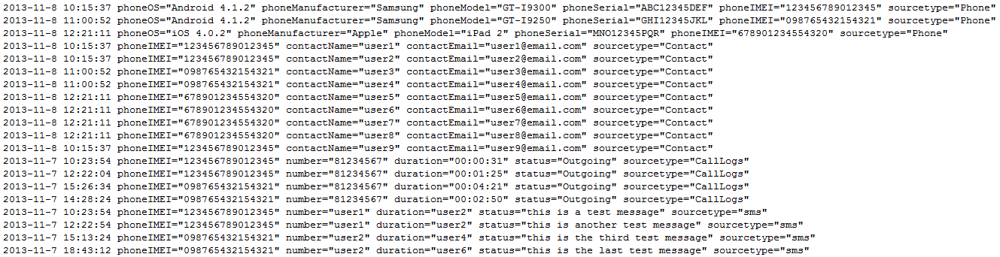 2013-11-8 10:15:37 phoneOS="Android 4.1.2" phoneManufacturer="Samsung" phoneModel="GT-I9300" phoneSerial="ABC12345DEF" phoneIMEI="123456789012345" sourcetype="Phone"
2013-11-8 11:00:52 phoneOS="Android 4.1.2" phoneManufacturer="Samsung" phoneModel="GT-I9250" phoneSerial="GHI12345JKL" phoneIMEI="098765432154321" sourcetype="Phone"
2013-11-8 12:21:11 phoneOS="iOS 4.0.2" phoneManufacturer="Apple" phoneModel="iPad 2" phoneSerial="MNO12345PQR" phoneIMEI="678901234554320" sourcetype="Phone"
2013-11-8 10:15:37 phoneIMEI="123456789012345" contactName="user1" contactEmail="user1@email.com" sourcetype="Contact"
2013-11-8 10:15:37 phoneIMEI="123456789012345" contactName="user2" contactEmail="user2@email.com" sourcetype="Contact"
2013-11-8 11:00:52 phoneIMEI="098765432154321" contactName="user3" contactEmail="user3@email.com" sourcetype="Contact"
2013-11-8 11:00:52 phoneIMEI="098765432154321" contactName="user4" contactEmail="user4@email.com" sourcetype="Contact"
2013-11-8 12:21:11 phoneIMEI="678901234554320" contactName="user5" contactEmail="user5@email.com" sourcetype="Contact"
2013-11-8 12:21:11 phoneIMEI="678901234554320" contactName="user6" contactEmail="user6@email.com" sourcetype="Contact"
2013-11-8 12:21:11 phoneIMEI="678901234554320" contactName="user7" contactEmail="user7@email.com" sourcetype="Contact"
2013-11-8 12:21:11 phoneIMEI="678901234554320" contactName="user8" contactEmail="user8@email.com" sourcetype="Contact"
2013-11-8 10:15:37 phoneIMEI="123456789012345" contactName="user9" contactEmail="user9@email.com" sourcetype="Contact"
2013-11-7 10:23:54 phoneIMEI="123456789012345" number="81234567" duration="00:00:31" status="Outgoing" sourcetype="CallLogs"
2013-11-7 12:22:04 phoneIMEI="123456789012345" number="81234567" duration="00:01:25" status="Outgoing" sourcetype="CallLogs"
2013-11-7 15:26:34 phoneIMEI="098765432154321" number="81234567" duration="00:04:21" status="Outgoing" sourcetype="CallLogs"
2013-11-7 14:28:24 phoneIMEI="098765432154321" number="81234567" duration="00:02:50" status="Outgoing" sourcetype="CallLogs"
2013-11-7 10:23:54 phoneIMEI="123456789012345" number="user1" duration="user2" status="this is a test message" sourcetype="sms"
2013-11-7 12:22:54 phoneIMEI="123456789012345" number="user1" duration="user2" status="this is another test message" sourcetype="sms"
2013-11-7 15:13:24 phoneIMEI="098765432154321" number="user2" duration="user4" status="this is the third test message" sourcetype="sms"
2013-11-7 18:43:12 phoneIMEI="098765432154321" number="user2" duration="user6" status="this is the last test message" sourcetype="sms"